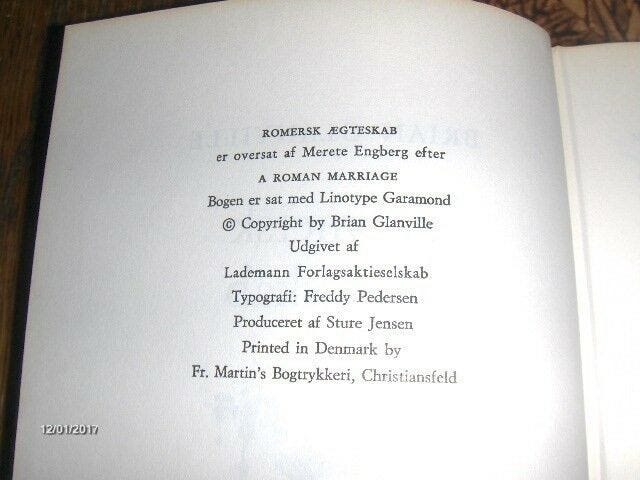 ROMERSK ÆGTESKAB
er oversat af Merete Engberg efter
A ROMAN MARRIAGE
Bogen er sat med Linotype Garamond
© Copyright by Brian Glanville
Udgivet af
Lademann Forlagsaktieselskab
Typografi: Freddy Pedersen
Produceret af Sture Jensen
Printed in Denmark by
Fr. Martin's Bogtrykkeri, Christiansfeld
12/01/2017